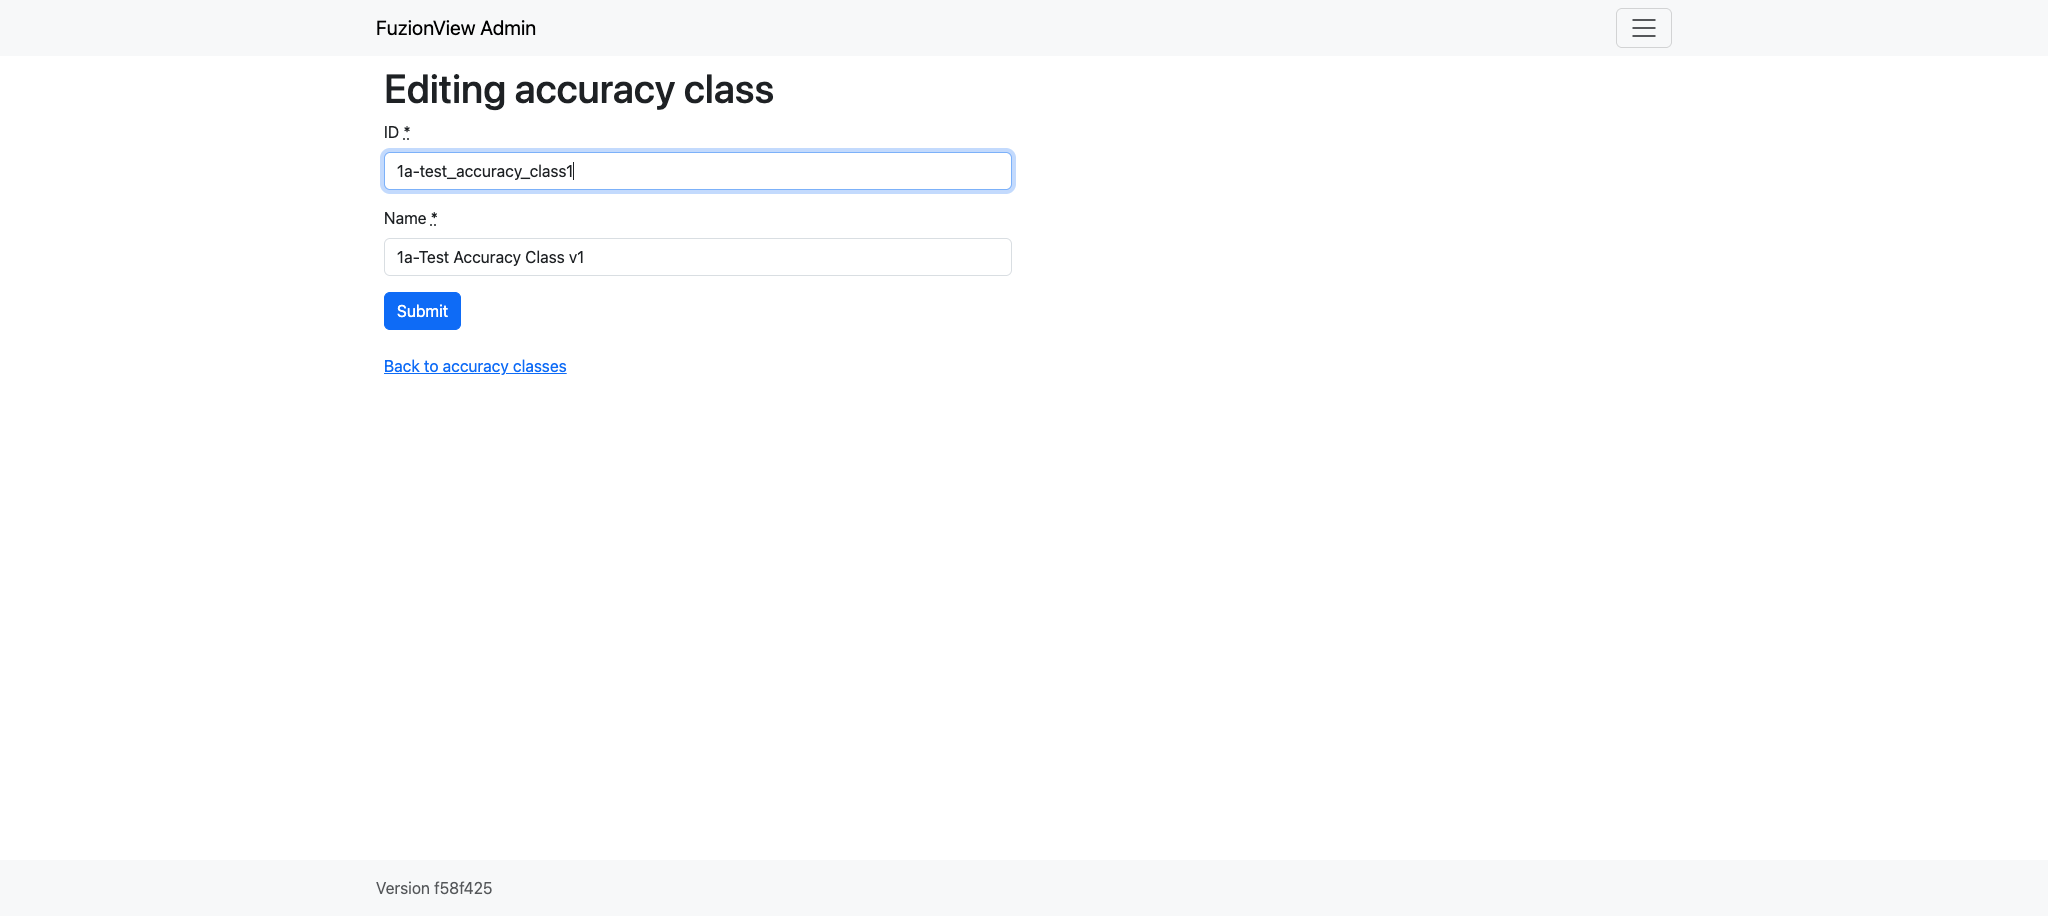 FuzionView Admin
Editing accuracy class
ID *
1a-test_accuracy_class1
Name *
1a-Test Accuracy Class v1
Submit
Back to accuracy classes
Version f58f425